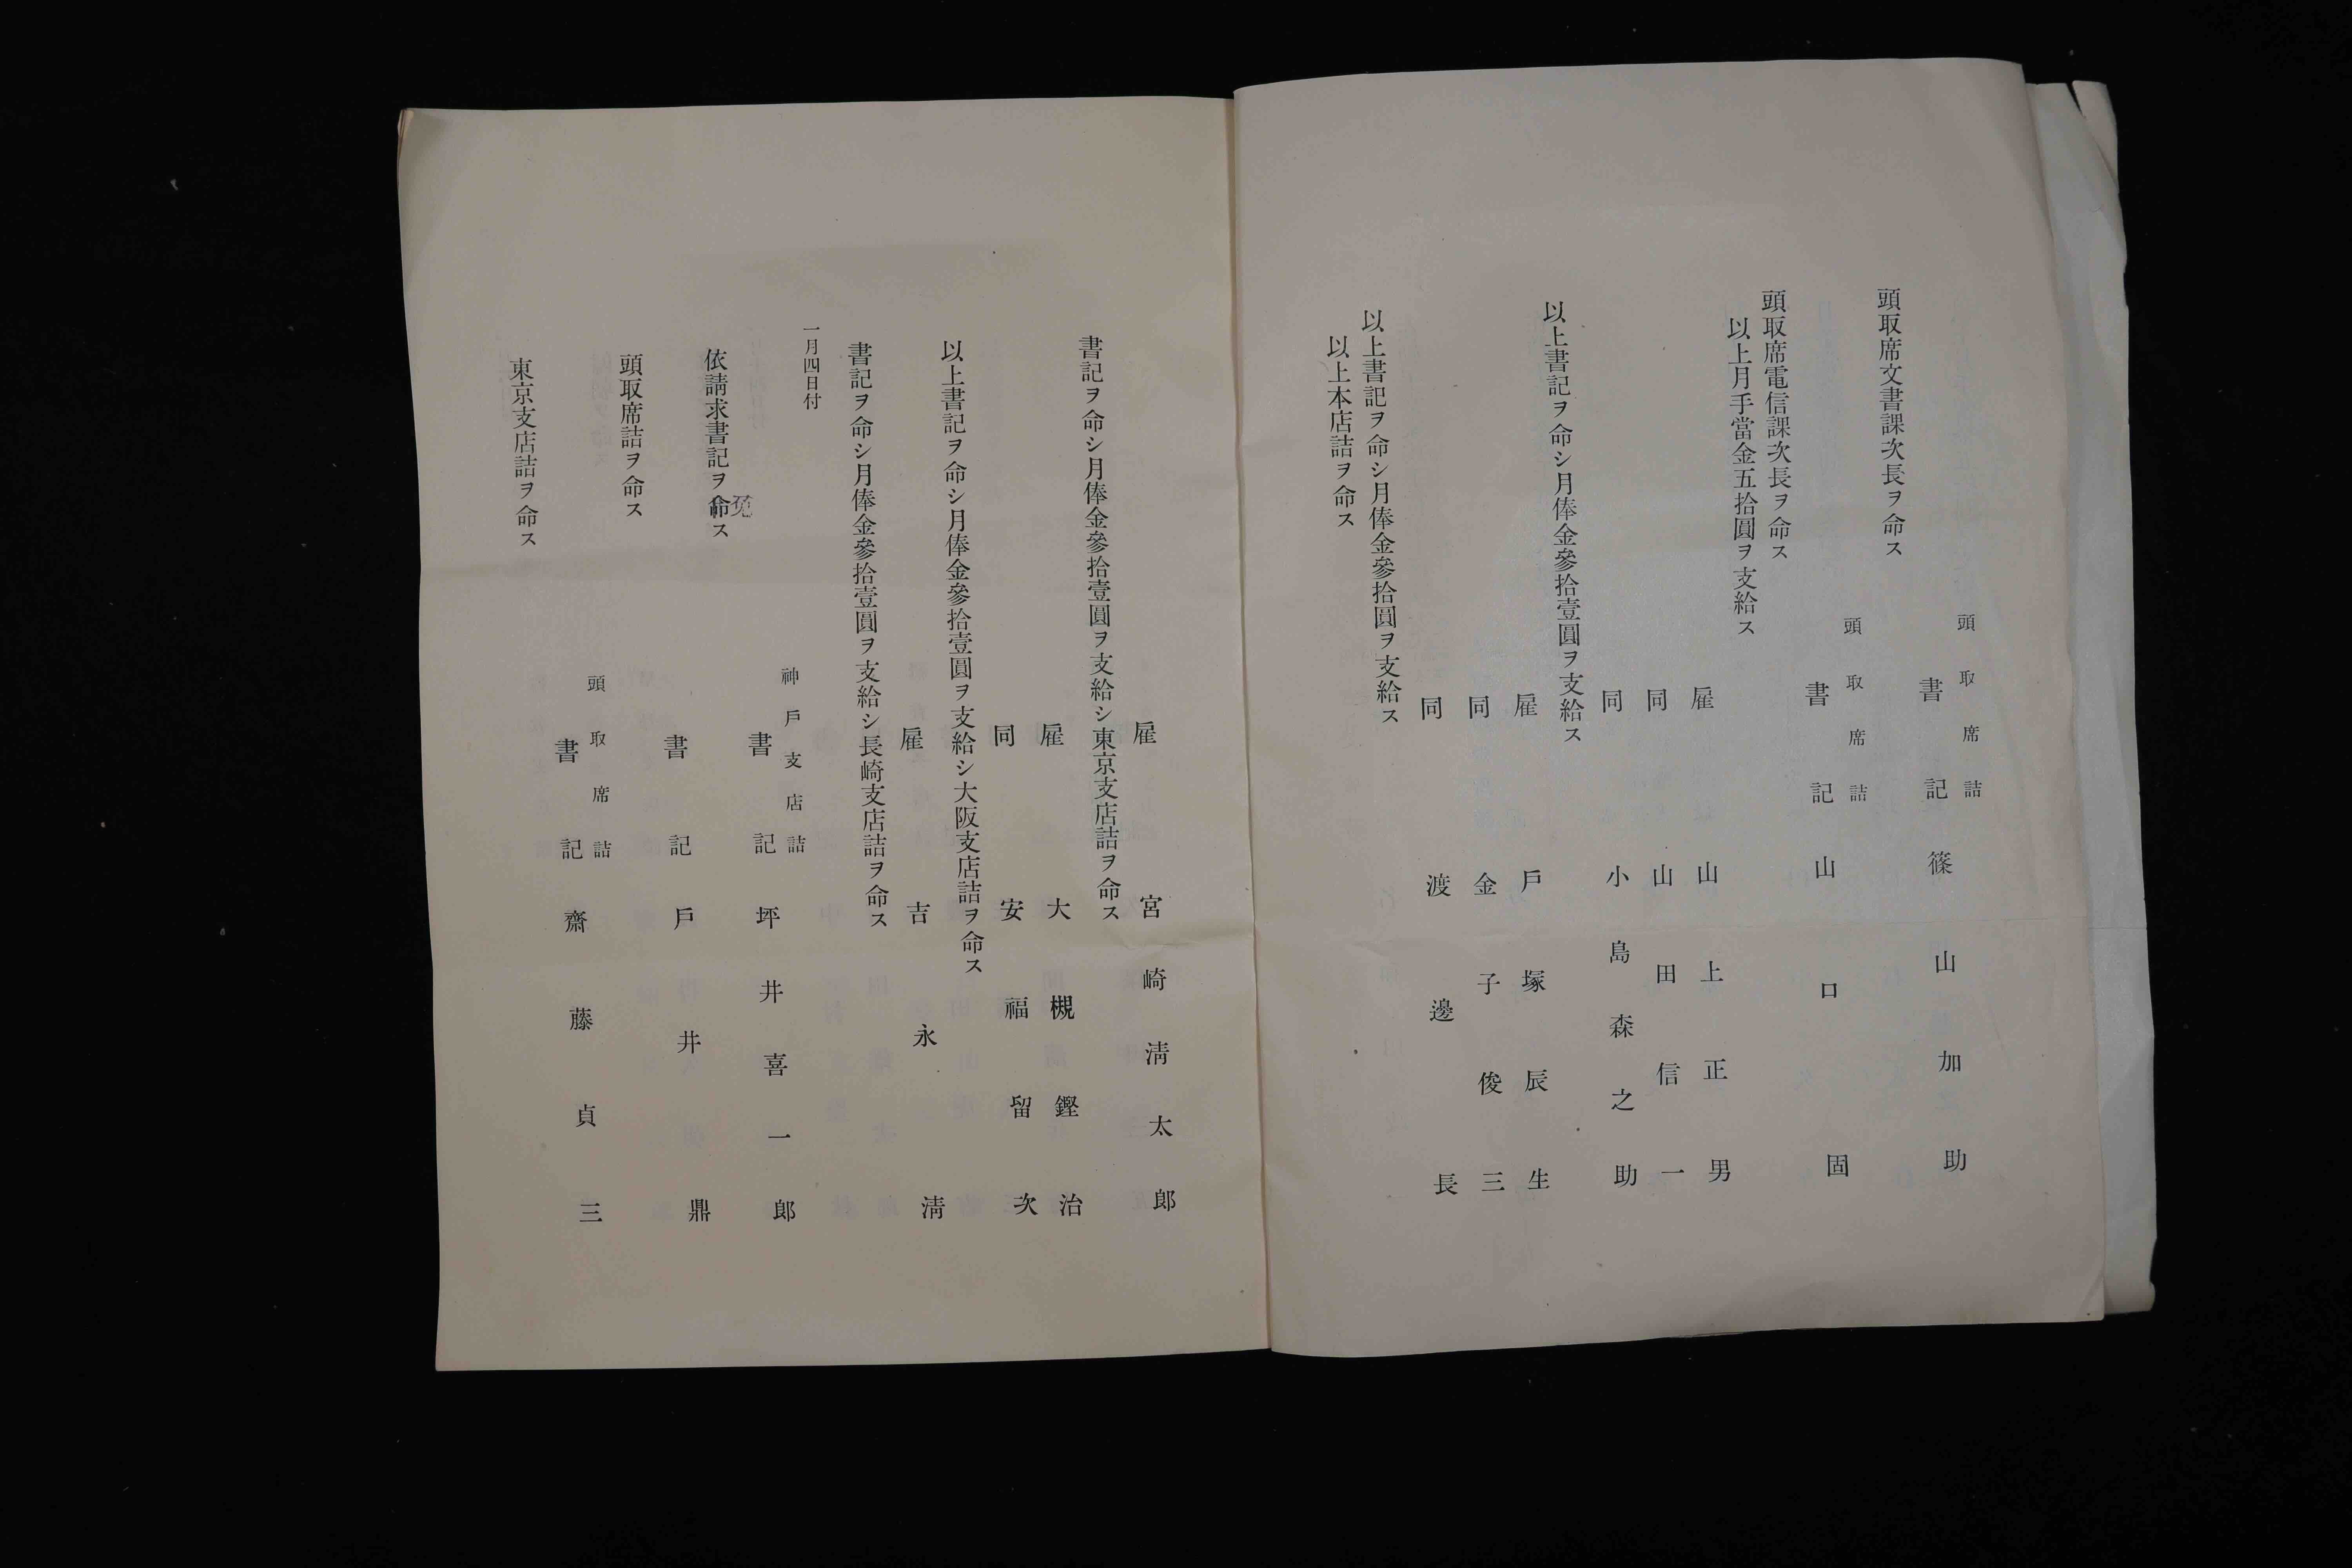 頭取席詰
書記 篠山加助
頭取席文書課次長ヲ命ス
頭取席詰
書記 山口固
頭取席電信課次長ヲ命ス
以上月手當金五拾圓ヲ支給ス
雇 山上正男
同 山田信一
同 小島森之助
以上書記ヲ命シ月俸金參拾壹圓ヲ支給ス
雇 戶塚辰生
同 金子俊三
同 渡邊長
以上書記ヲ命シ月俸金參拾圓ヲ支給ス
以上本店詰ヲ命ス
雇 宮崎淸太郎
書記ヲ命シ月俸金參拾壹圓ヲ支給シ東京支店詰ヲ命ス
雇 大槻鏗治
同 安福留次
以上書記ヲ命シ月俸金參拾壹圓ヲ支給シ大阪支店詰ヲ命ス
雇 吉永淸
書記ヲ命シ月俸金參拾壹圓ヲ支給シ長崎支店詰ヲ命ス
一月四日付
神戶支店詰
書記 坪井喜一郎
依請求書記ヲ命免ス
書記 戶井鼎
頭取席詰ヲ命ス
頭取席詰
書記 齋藤貞三
東京支店詰ヲ命ス